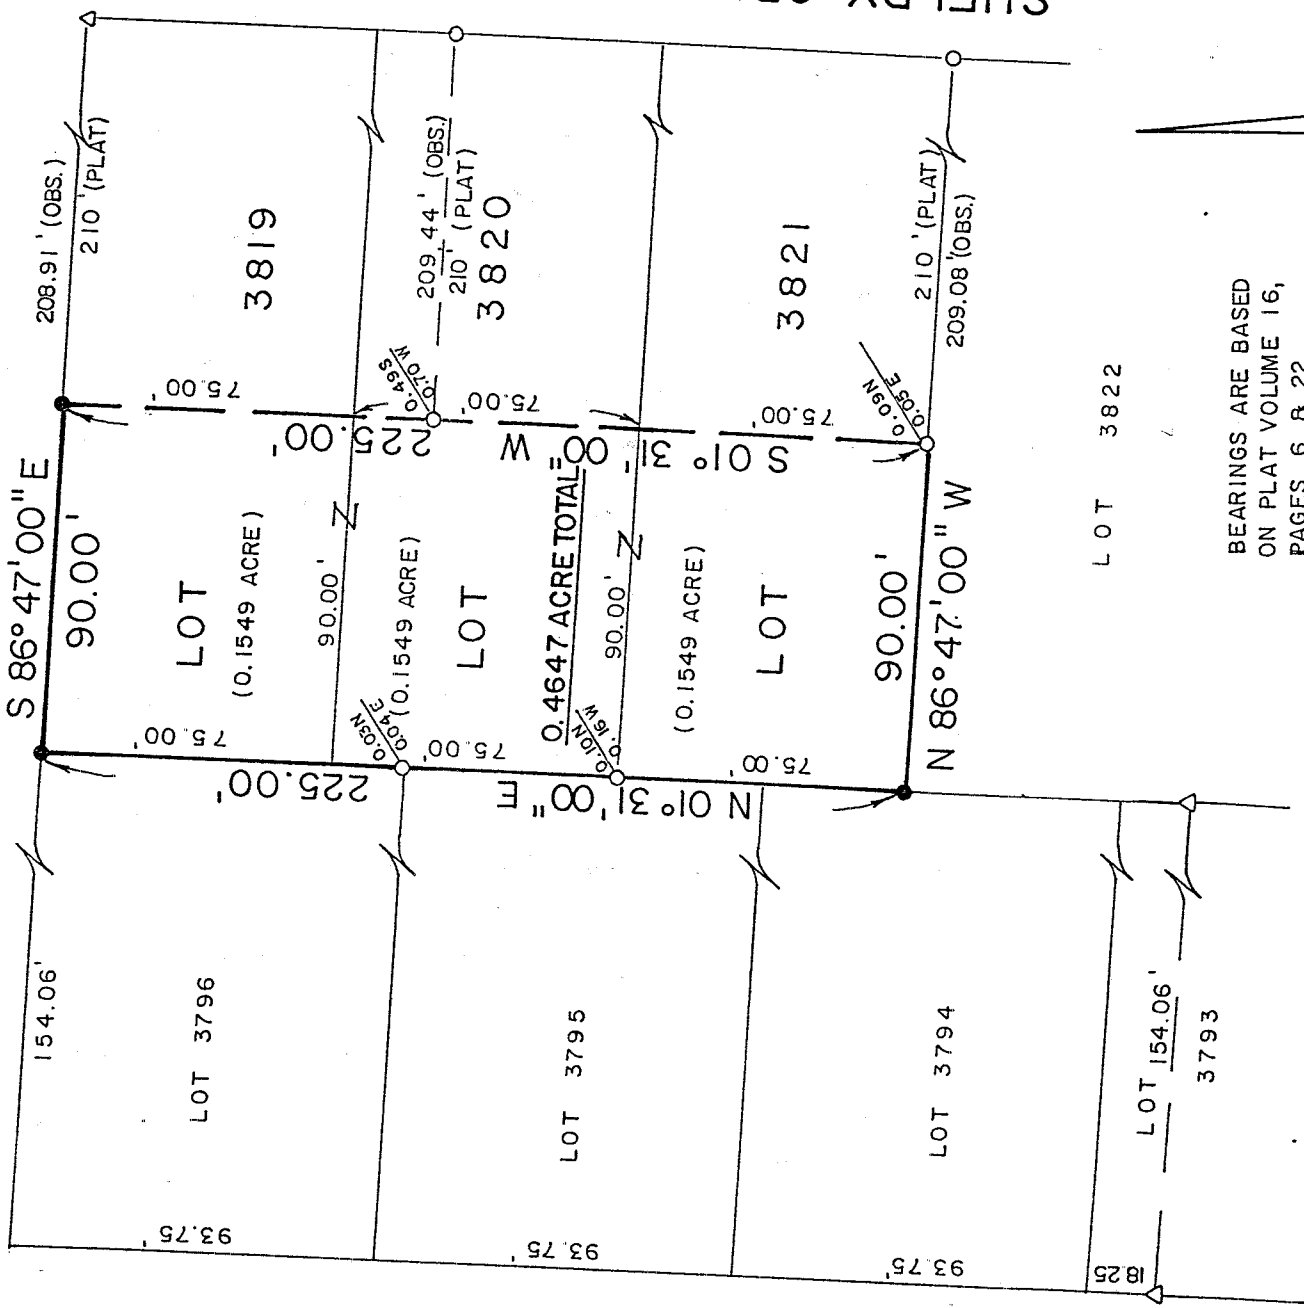 S 86° 47' 00" E
90.00'
208.91' (OBS.)
210' (PLAT)
3819
LOT
(0.1549 ACRE)
75.00'
75.00'
225.00'
225.00'
90.00'
0.49S
0.70W
209.44' (OBS.)
210' (PLAT)
3820
LOT
(0.1549 ACRE)
0.03N
0.04E
75.00'
75.00'
S 01° 31' 00" W
N 01° 31' 00" E
0.4647 ACRE TOTAL
90.00'
0.10N
0.16W
(0.1549 ACRE)
LOT
3821
75.00'
75.00'
0.09N
0.05E
210' (PLAT)
209.08' (OBS.)
90.00'
N 86° 47' 00" W
LOT 3822
154.06'
LOT 3796
93.75'
LOT 3795
93.75'
LOT 3794
93.75'
18.25
LOT 154.06'
3793
BEARINGS ARE BASED
ON PLAT VOLUME 16,
PAGES 6 & 22